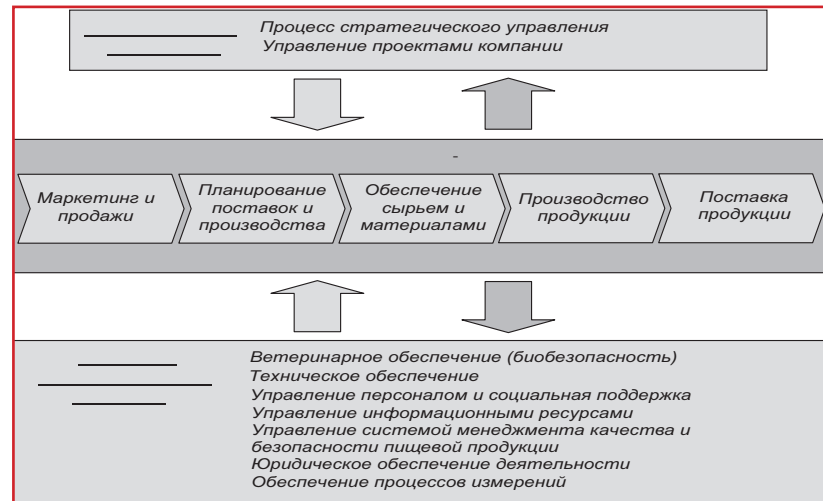 Процесс стратегического управления
Управление проектами компании
-
Маркетинг и
продажи
Планирование
поставок и
производства
Обеспечение
сырьем и
материалами
Производство
продукции
Поставка
продукции
Ветеринарное обеспечение (биобезопасность)
Техническое обеспечение
Управление персоналом и социальная поддержка
Управление информационными ресурсами
Управление системой менеджмента качества и
безопасности пищевой продукции
Юридическое обеспечение деятельности
Обеспечение процессов измерений